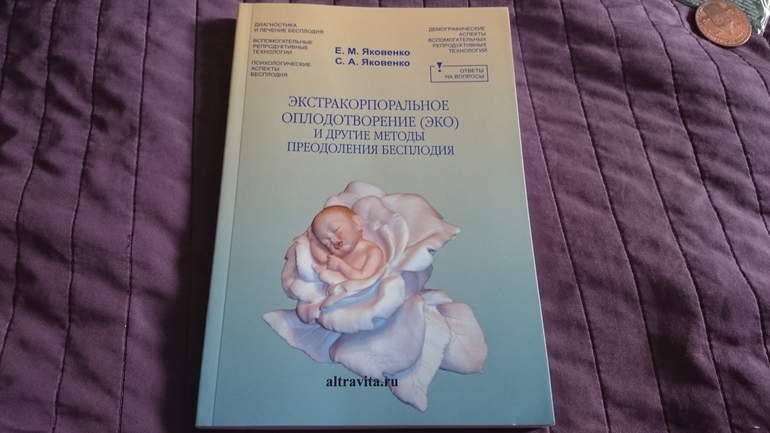 ДИАГНОСТИКА
И ЛЕЧЕНИЕ БЕСПЛОДИЯ
ВСПОМОГАТЕЛЬНЫЕ
РЕПРОДУКТИВНЫЕ
ТЕХНОЛОГИИ
ПСИХОЛОГИЧЕСКИЕ
АСПЕКТЫ
БЕСПЛОДИЯ
Е. М. Яковенко
С. А. Яковенко
ДЕМОГРАФИЧЕСКИЕ
АСПЕКТЫ
ВСПОМОГАТЕЛЬНЫХ
РЕПРОДУКТИВНЫХ
ТЕХНОЛОГИЙ
ОТВЕТЫ
НА ВОПРОСЫ
ЭКСТРАКОРПОРАЛЬНОЕ
ОПЛОДОТВОРЕНИЕ (ЭКО)
И ДРУГИЕ МЕТОДЫ
ПРЕОДОЛЕНИЯ БЕСПЛОДИЯ
altravita.ru